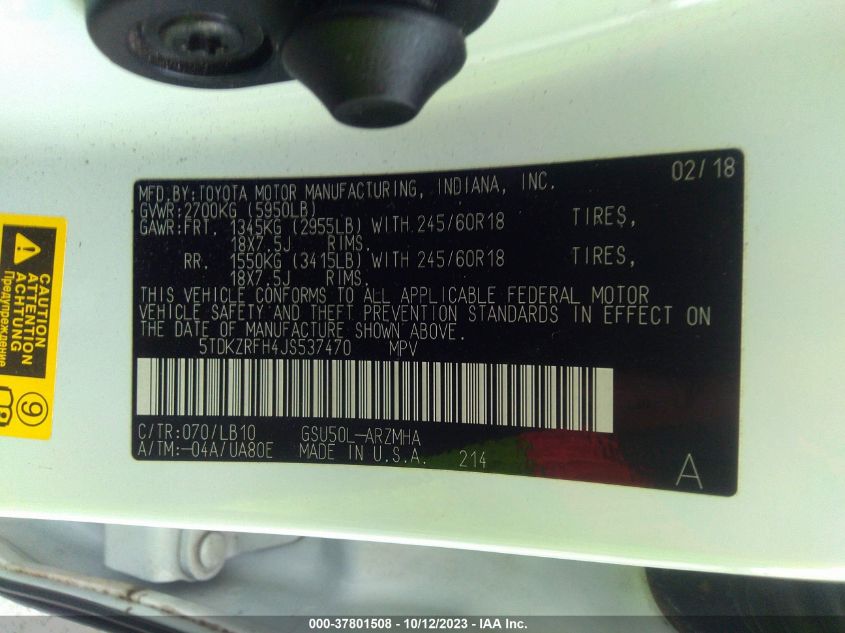 02/18
MFD.BY:TOYOTA MOTOR MANUFACTURING, INDIANA, INC.
GVWR:2700KG (5950LB)
GAWR:FRT. 1345KG (2955LB) WITH 245/60R18 TIRES,
18X7.5J RIMS.
RR. 1550KG (3415LB) WITH 245/60R18 TIRES,
18X7.5J RIMS.
THIS VEHICLE CONFORMS TO ALL APPLICABLE FEDERAL MOTOR
VEHICLE SAFETY AND THEFT PREVENTION STANDARDS IN EFFECT ON
THE DATE OF MANUFACTURE SHOWN ABOVE.
5TDKZRFH4JS537470 MPV
C/TR:070/LB10 GSU50L-ARZMHA
A/TM:-04A/UA80E MADE IN U.S.A. 214
A
CAUTION
ATTENTION
ACHTUNG
Предупреждение
9
000-37801508 - 10/12/2023 - IAA Inc.